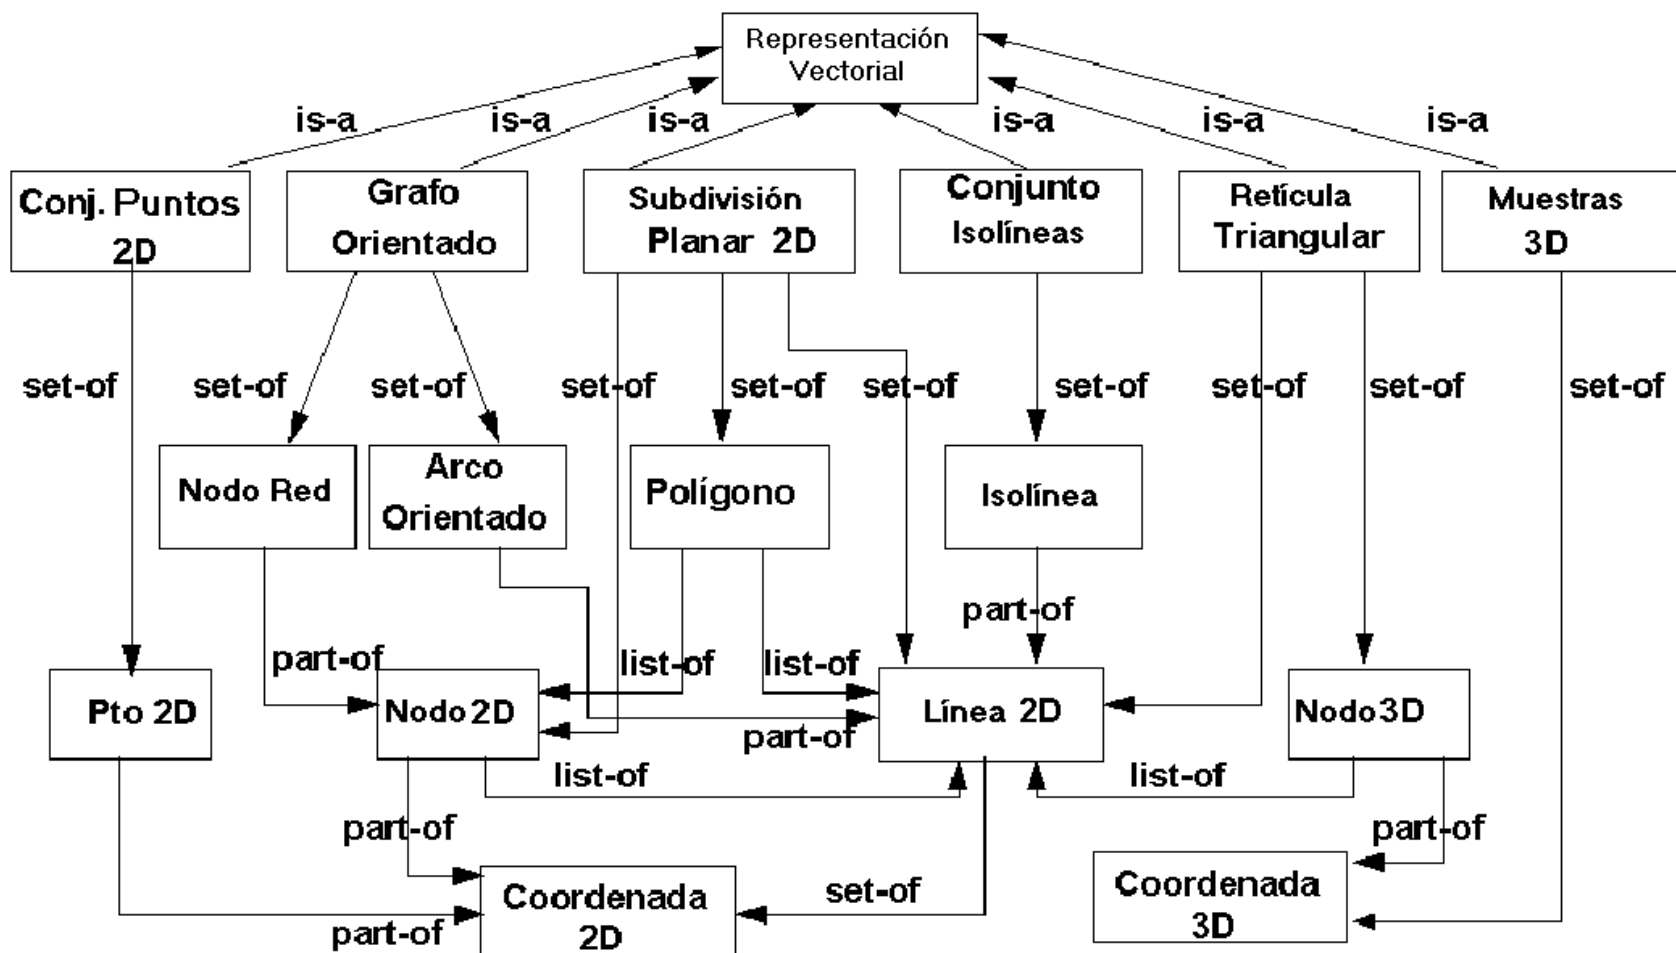 Representación
Vectorial
is-a is-a is-a is-a is-a is-a
Conj. Puntos
2D
Grafo
Orientado
Subdivisión
Planar 2D
Conjunto
Isolíneas
Retícula
Triangular
Muestras
3D
set-of set-of set-of set-of set-of set-of set-of set-of set-of set-of
Nodo Red
Arco
Orientado
Polígono
Isolínea
part-of
part-of list-of list-of
Pto 2D
Nodo 2D
Línea 2D
Nodo 3D
part-of
list-of list-of
part-of part-of
Coordenada
2D
set-of
Coordenada
3D
part-of